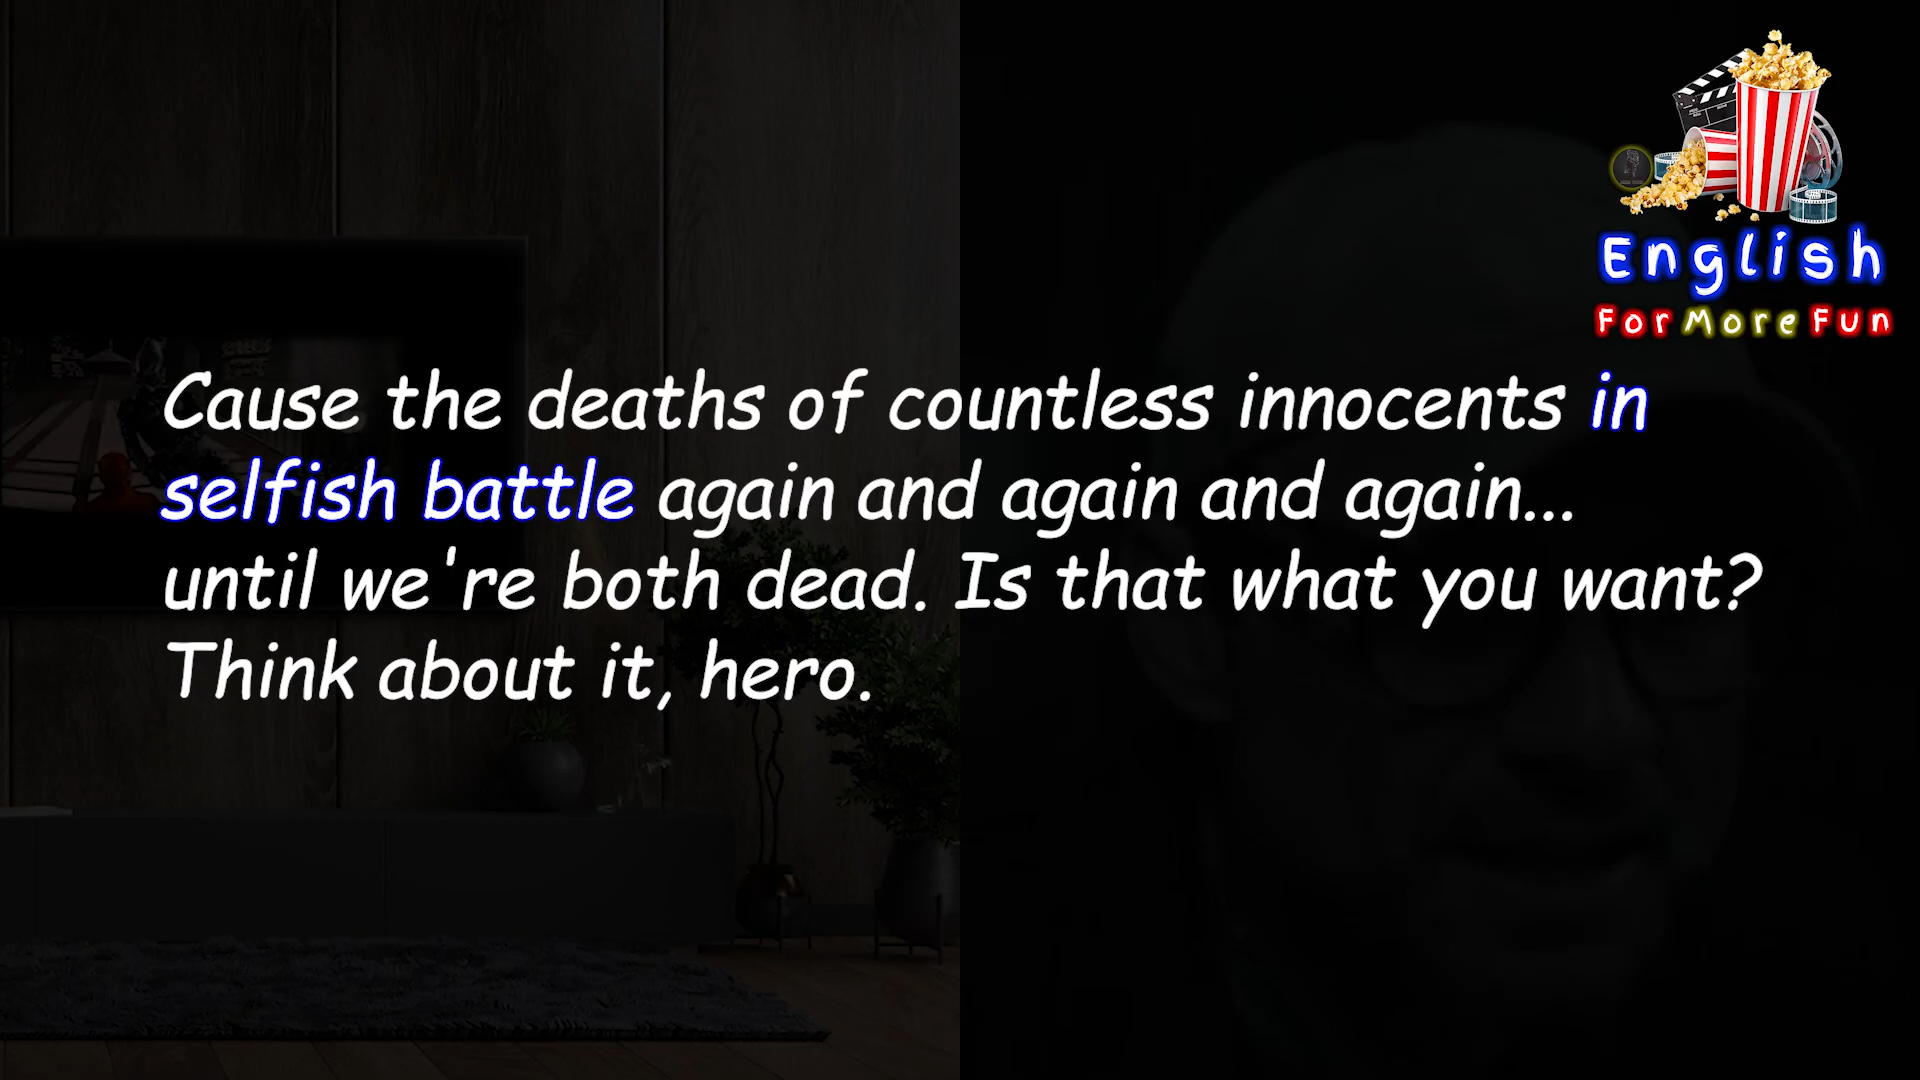 English
For More Fun
Cause the deaths of countless innocents in
selfish battle again and again and again...
until we're both dead. Is that what you want?
Think about it, hero.